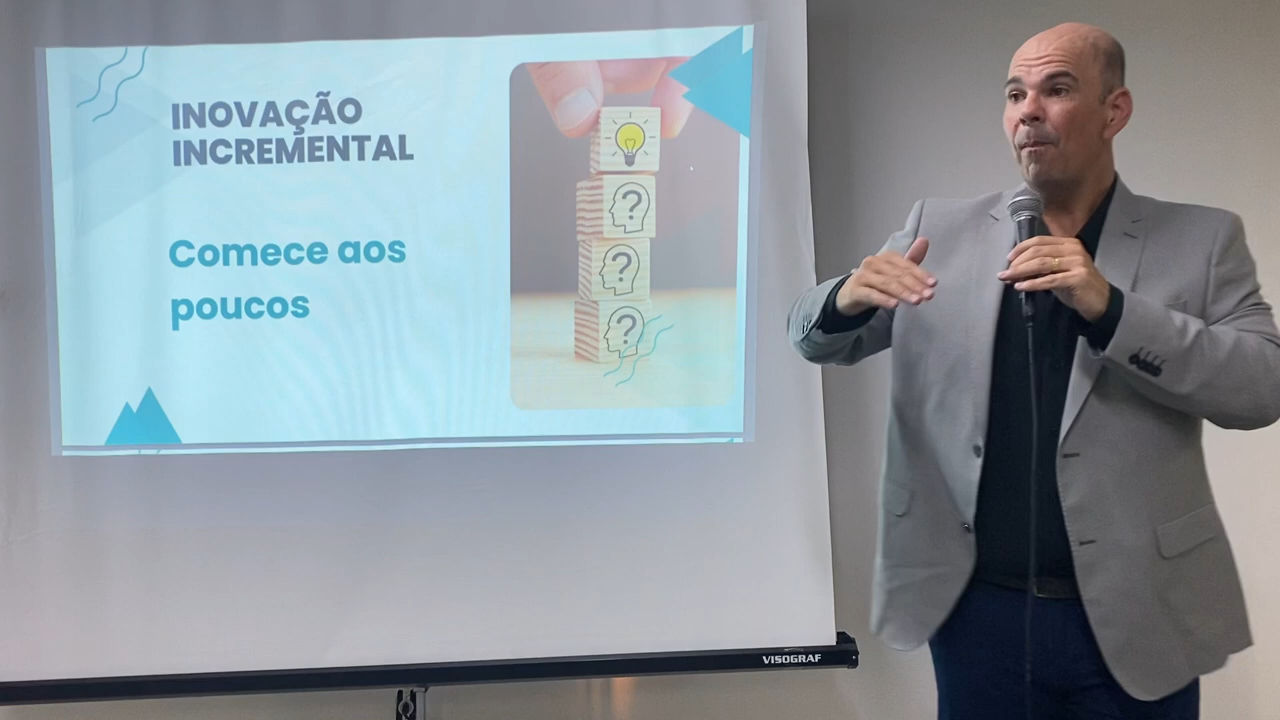 INOVAÇÃO
INCREMENTAL
Comece aos
poucos
?
?
?
VISOGRAF